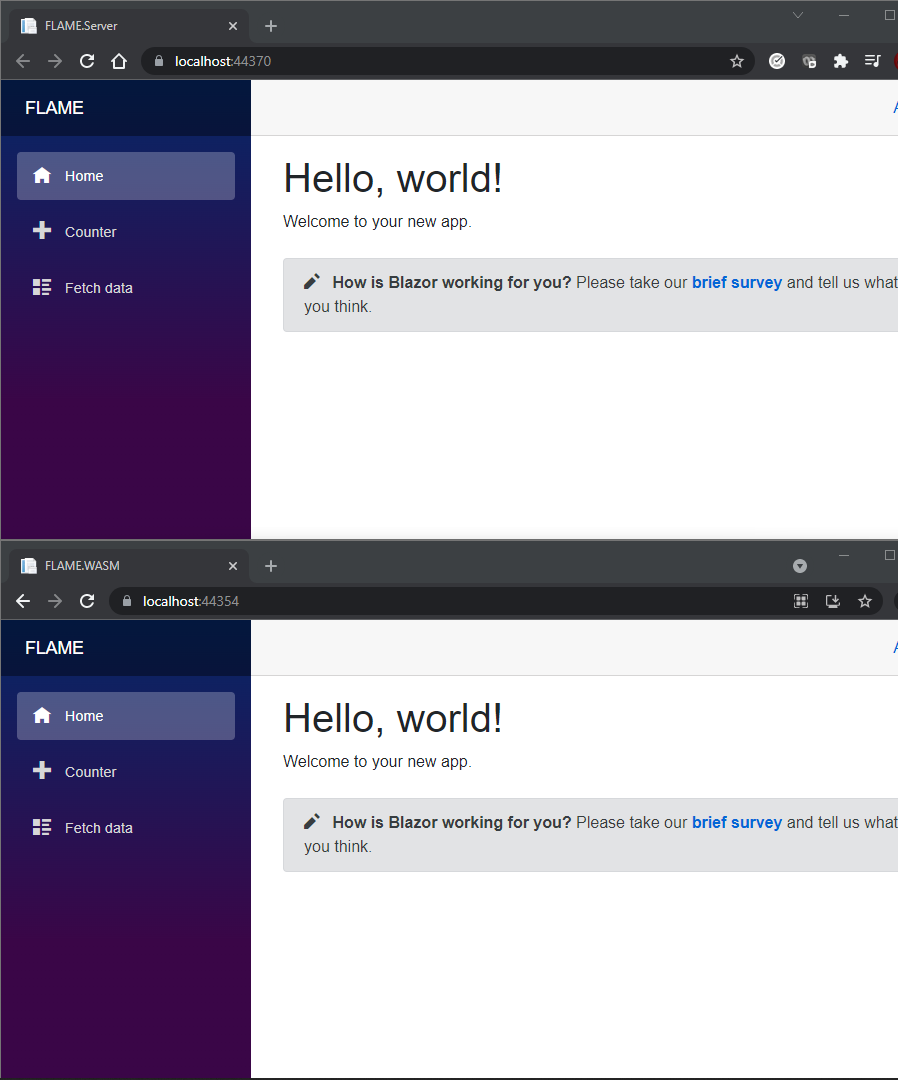 FLAME.Server
localhost:44370
FLAME
A
Home
Counter
Fetch data
Hello, world!
Welcome to your new app.
How is Blazor working for you? Please take our brief survey and tell us what
you think.
FLAME.WASM
localhost:44354
FLAME
A
Home
Counter
Fetch data
Hello, world!
Welcome to your new app.
How is Blazor working for you? Please take our brief survey and tell us what
you think.